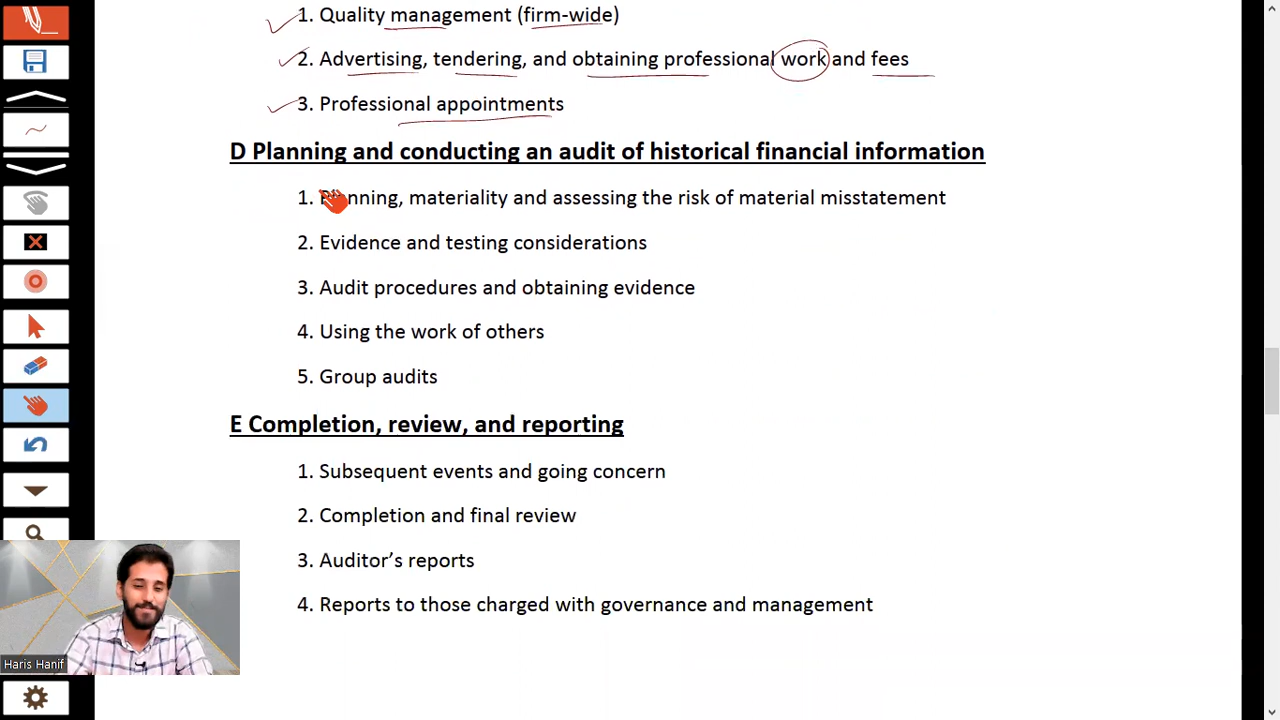 1. Quality management (firm-wide)
2. Advertising, tendering, and obtaining professional work and fees
3. Professional appointments
D Planning and conducting an audit of historical financial information
1. Planning, materiality and assessing the risk of material misstatement
2. Evidence and testing considerations
3. Audit procedures and obtaining evidence
4. Using the work of others
5. Group audits
E Completion, review, and reporting
1. Subsequent events and going concern
2. Completion and final review
3. Auditor’s reports
4. Reports to those charged with governance and management
Haris Hanif